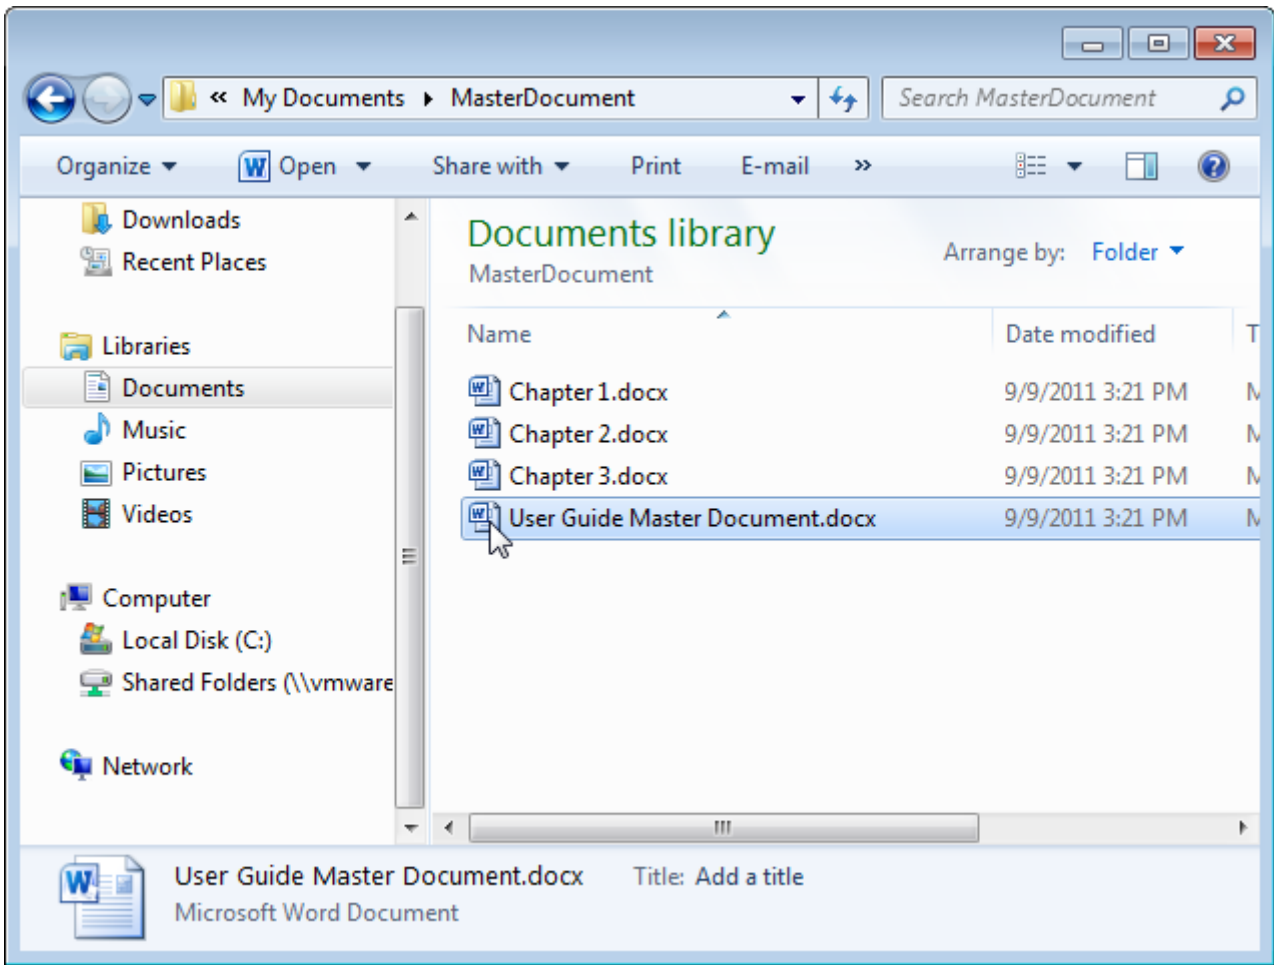 « My Documents ▸ MasterDocument
Search MasterDocument
Organize Open Share with Print E-mail »
Downloads
Recent Places
Libraries
Documents
Music
Pictures
Videos
Computer
Local Disk (C:)
Shared Folders (\\vmware
Network
Documents library
MasterDocument
Arrange by: Folder
Name Date modified T
Chapter 1.docx 9/9/2011 3:21 PM M
Chapter 2.docx 9/9/2011 3:21 PM M
Chapter 3.docx 9/9/2011 3:21 PM M
User Guide Master Document.docx 9/9/2011 3:21 PM M
User Guide Master Document.docx Title: Add a title
Microsoft Word Document